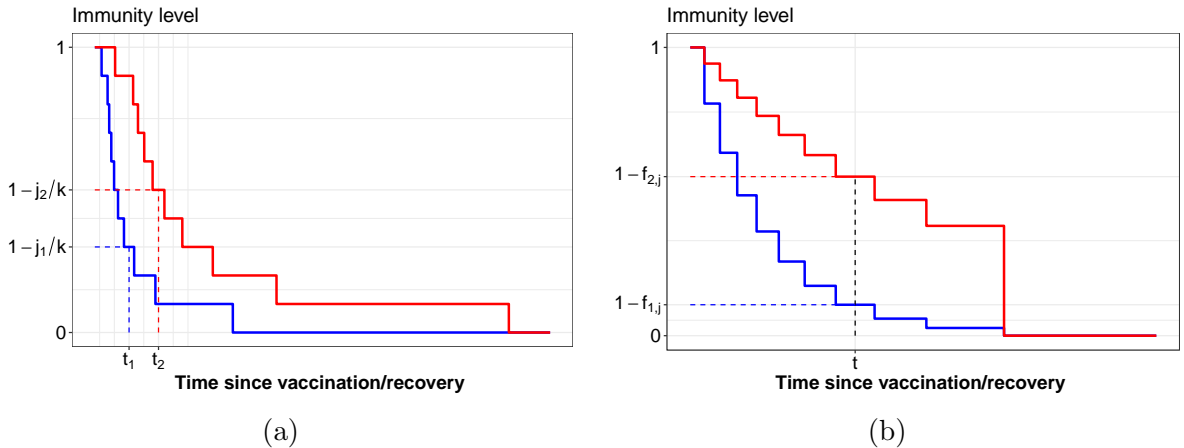 Immunity level
1
1−j₂/k
1−j₁/k
0
t₁ t₂
Time since vaccination/recovery
(a)
Immunity level
1
1−f₂,ⱼ
1−f₁,ⱼ
0
t
Time since vaccination/recovery
(b)